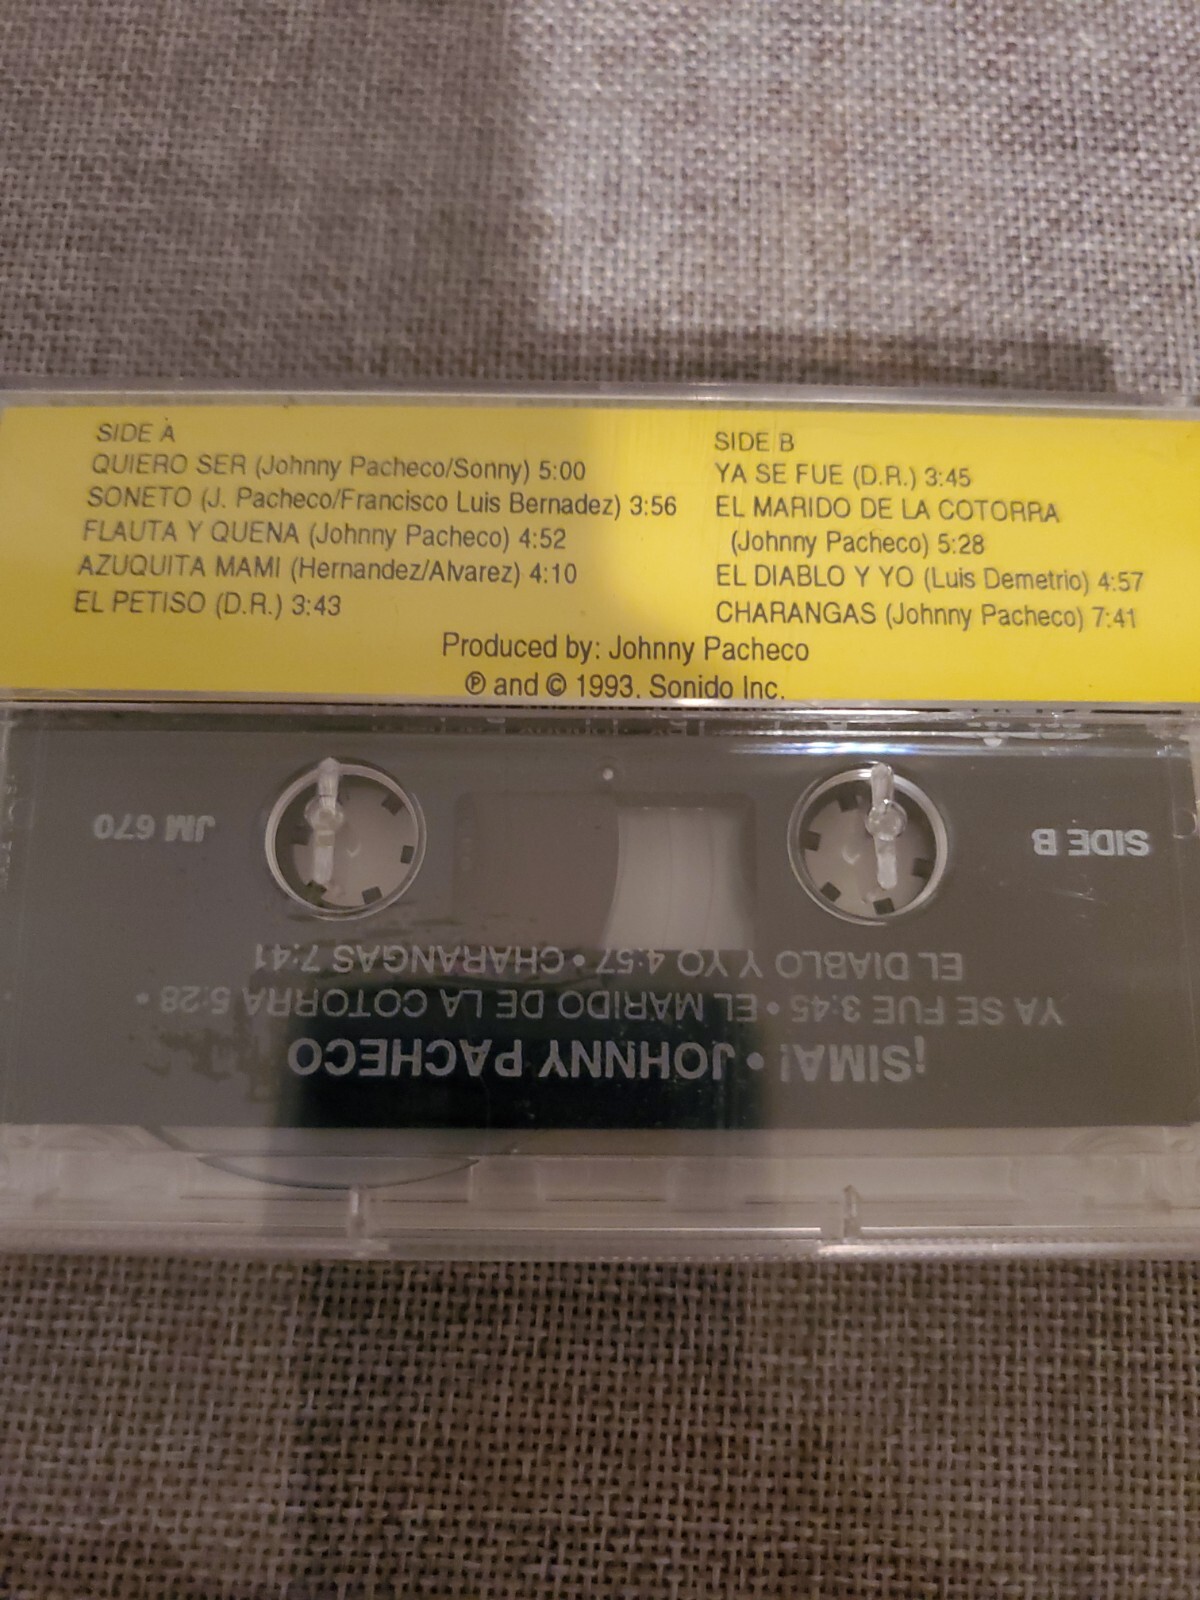 SIDE A
QUIERO SER (Johnny Pacheco/Sonny) 5:00
SONETO (J. Pacheco/Francisco Luis Bernadez) 3:56
FLAUTA Y QUENA (Johnny Pacheco) 4:52
AZUQUITA MAMI (Hernandez/Alvarez) 4:10
EL PETISO (D.R.) 3:43
SIDE B
YA SE FUE (D.R.) 3:45
EL MARIDO DE LA COTORRA
(Johnny Pacheco) 5:28
EL DIABLO Y YO (Luis Demetrio) 4:57
CHARANGAS (Johnny Pacheco) 7:41
Produced by: Johnny Pacheco
℗ and © 1993. Sonido Inc.
¡SIMA! • JOHNNY PACHECO
YA SE FUE 3:45 • EL MARIDO DE LA COTORRA 5:28 •
EL DIABLO Y YO 4:57 • CHARANGAS 7:41
SIDE B
JM 670